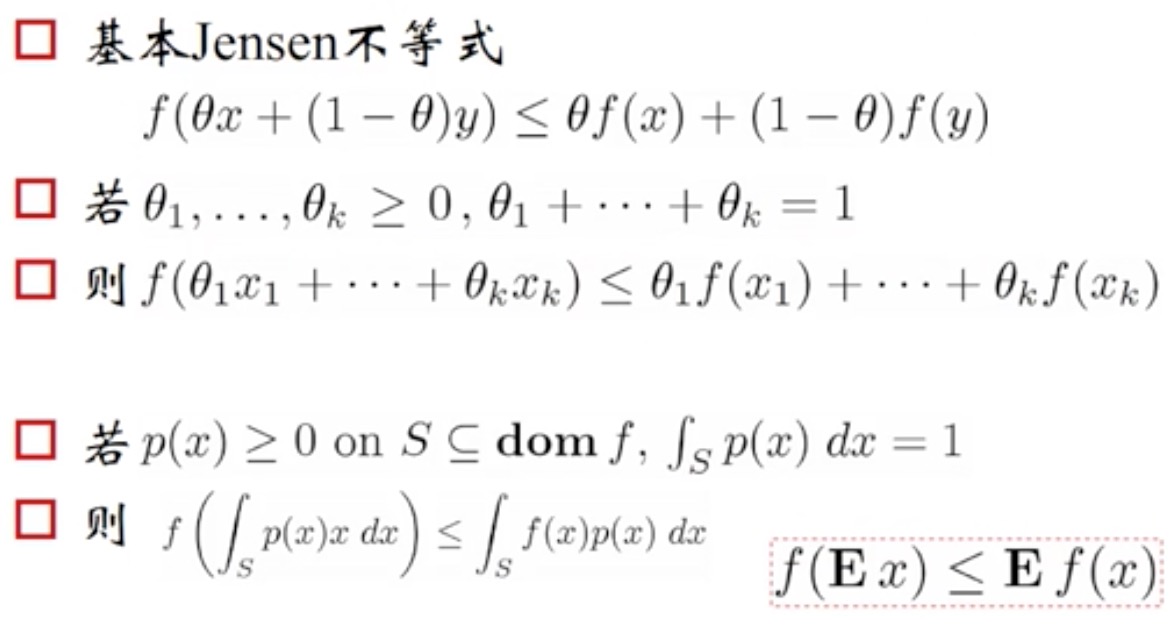 基本Jensen不等式
f(θx + (1 − θ)y) ≤ θf(x) + (1 − θ)f(y)
若 θ₁, . . . , θₖ ≥ 0, θ₁ + · · · + θₖ = 1
则 f(θ₁x₁ + · · · + θₖxₖ) ≤ θ₁f(x₁) + · · · + θₖf(xₖ)
若 p(x) ≥ 0 on S ⊆ dom f, ∫_S p(x) dx = 1
则 f(∫_S p(x)x dx) ≤ ∫_S f(x)p(x) dx
f(E x) ≤ E f(x)